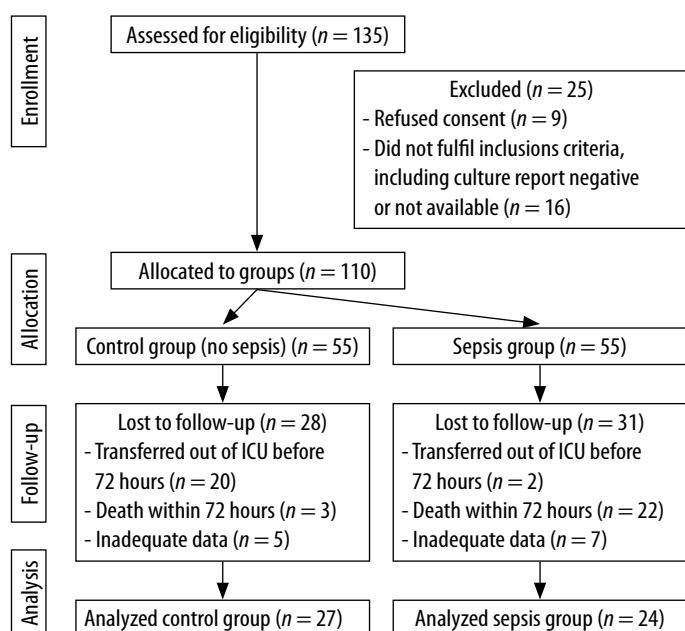 Enrollment
Assessed for eligibility (n = 135)
Excluded (n = 25)
- Refused consent (n = 9)
- Did not fulfil inclusions criteria,
including culture report negative
or not available (n = 16)
Allocation
Allocated to groups (n = 110)
Control group (no sepsis) (n = 55)
Sepsis group (n = 55)
Follow-up
Lost to follow-up (n = 28)
- Transferred out of ICU before
72 hours (n = 20)
- Death within 72 hours (n = 3)
- Inadequate data (n = 5)
Lost to follow-up (n = 31)
- Transferred out of ICU before
72 hours (n = 2)
- Death within 72 hours (n = 22)
- Inadequate data (n = 7)
Analysis
Analyzed control group (n = 27)
Analyzed sepsis group (n = 24)